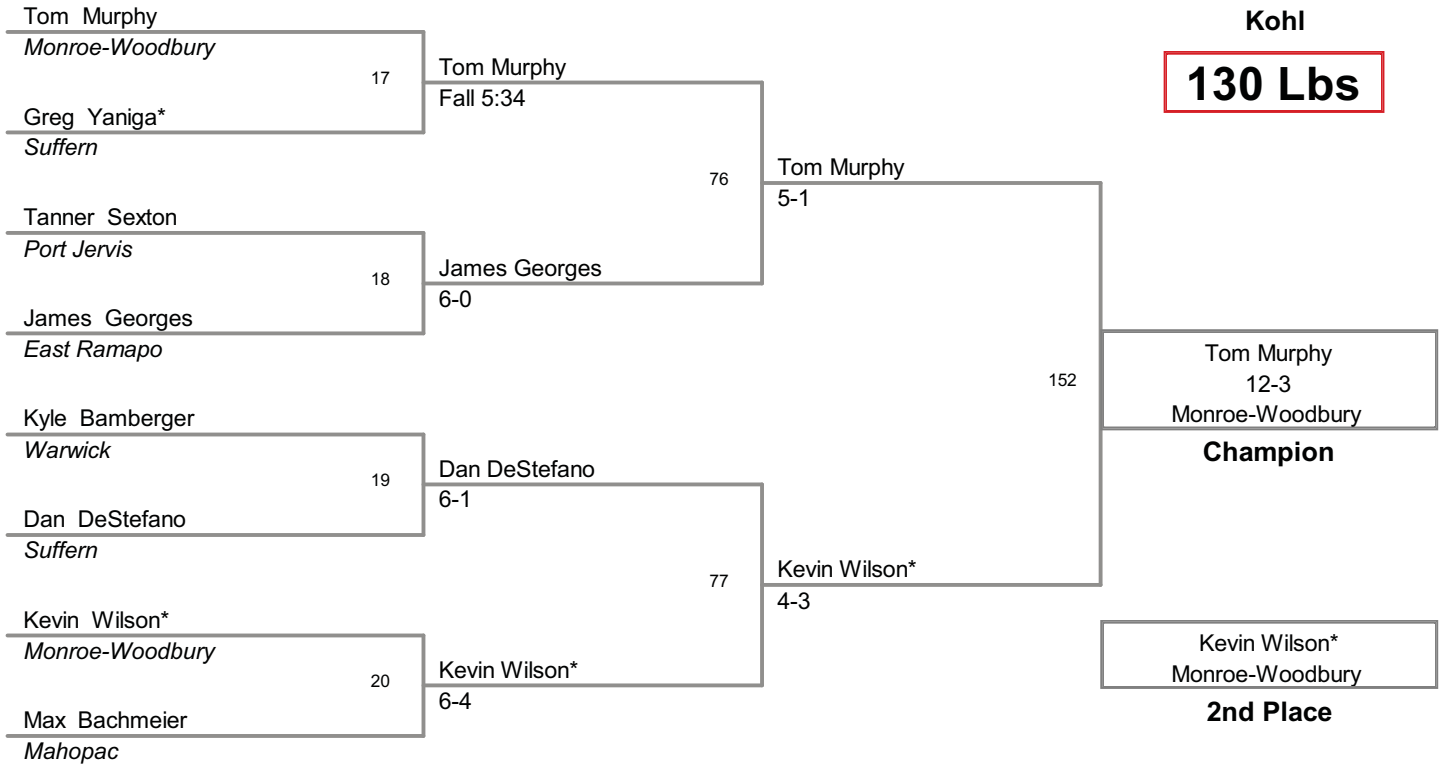 Tom Murphy
Monroe-Woodbury
17
Greg Yaniga*
Suffern
Tanner Sexton
Port Jervis
18
James Georges
East Ramapo
Kyle Bamberger
Warwick
19
Dan DeStefano
Suffern
Kevin Wilson*
Monroe-Woodbury
20
Max Bachmeier
Mahopac
Tom Murphy
Fall 5:34
76
James Georges
6-0
Dan DeStefano
6-1
77
Kevin Wilson*
6-4
Tom Murphy
5-1
152
Kevin Wilson*
4-3
Kohl
130 Lbs
Tom Murphy
12-3
Monroe-Woodbury
Champion
Kevin Wilson*
Monroe-Woodbury
2nd Place